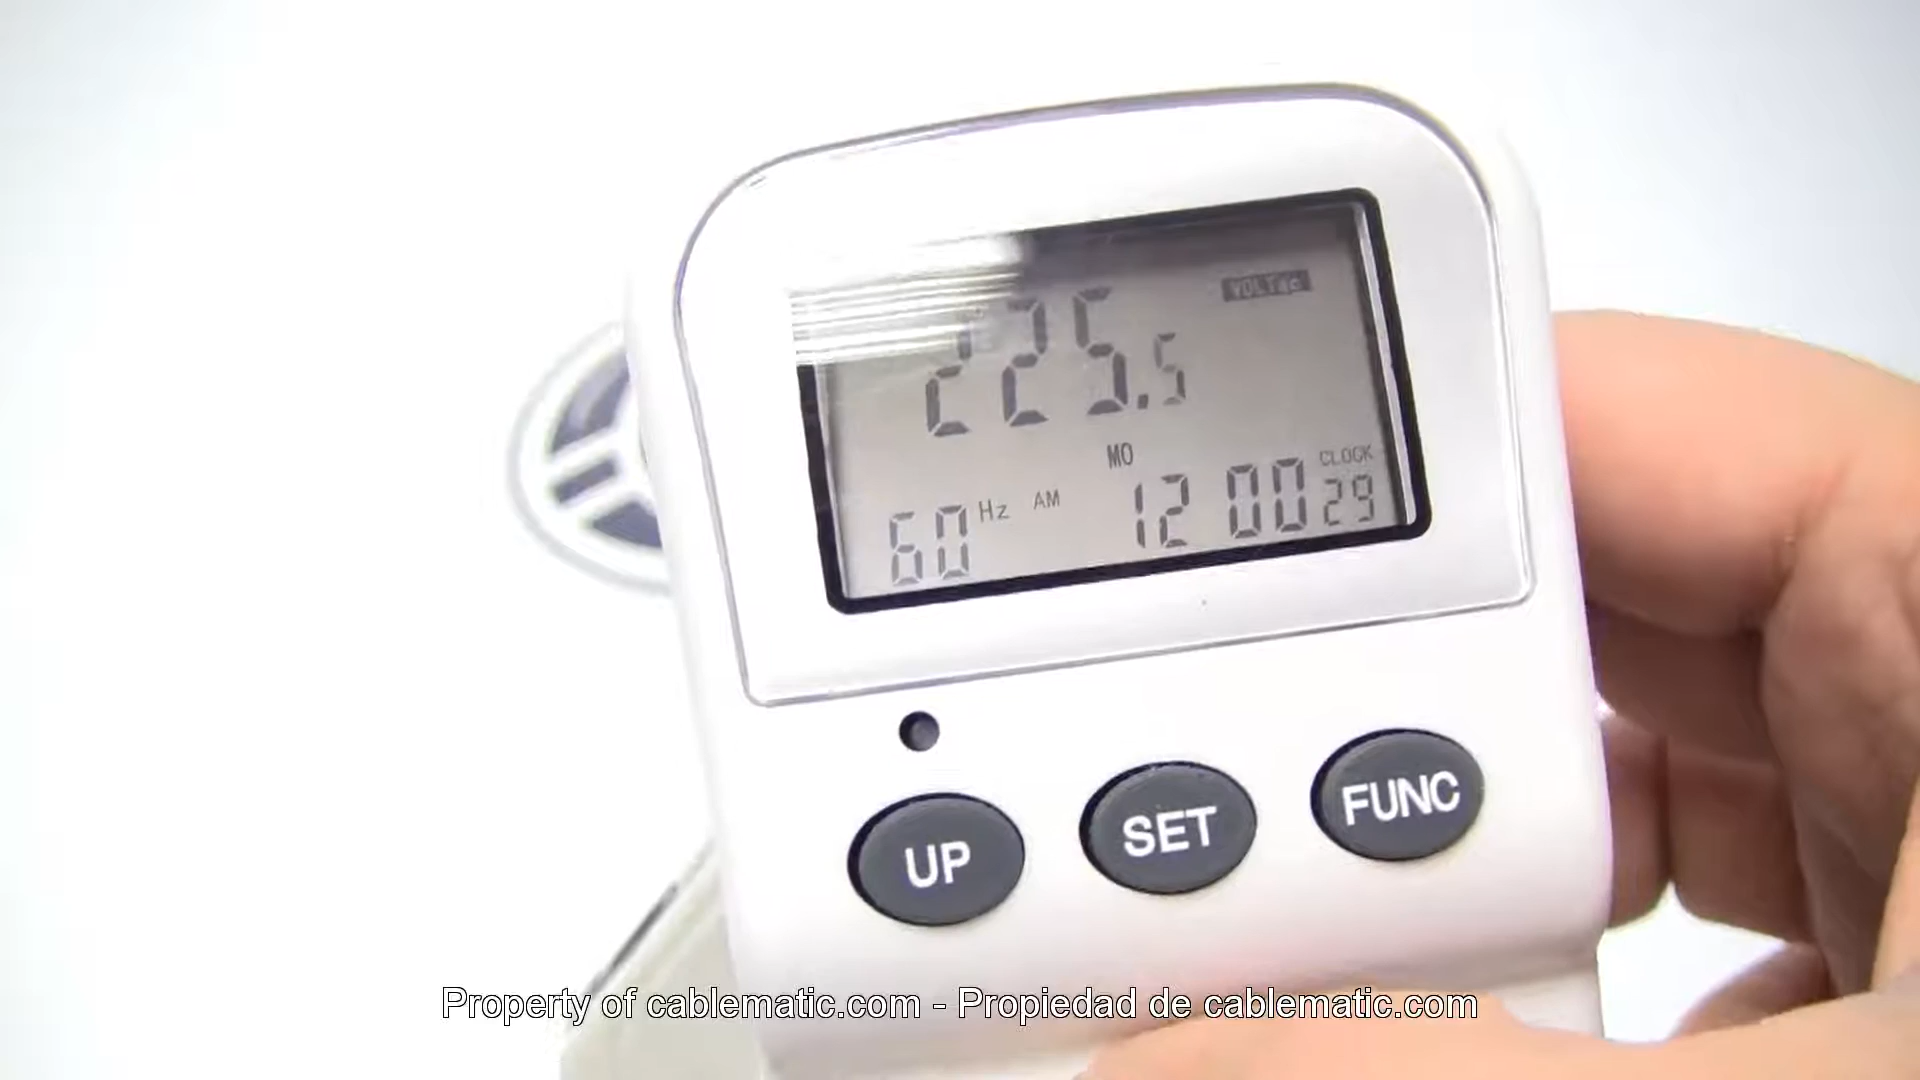 VOLTAGE
225.5
MO
CLOCK
60 Hz AM 12 00 29
UP SET FUNC
Property of cablematic.com - Propiedad de cablematic.com